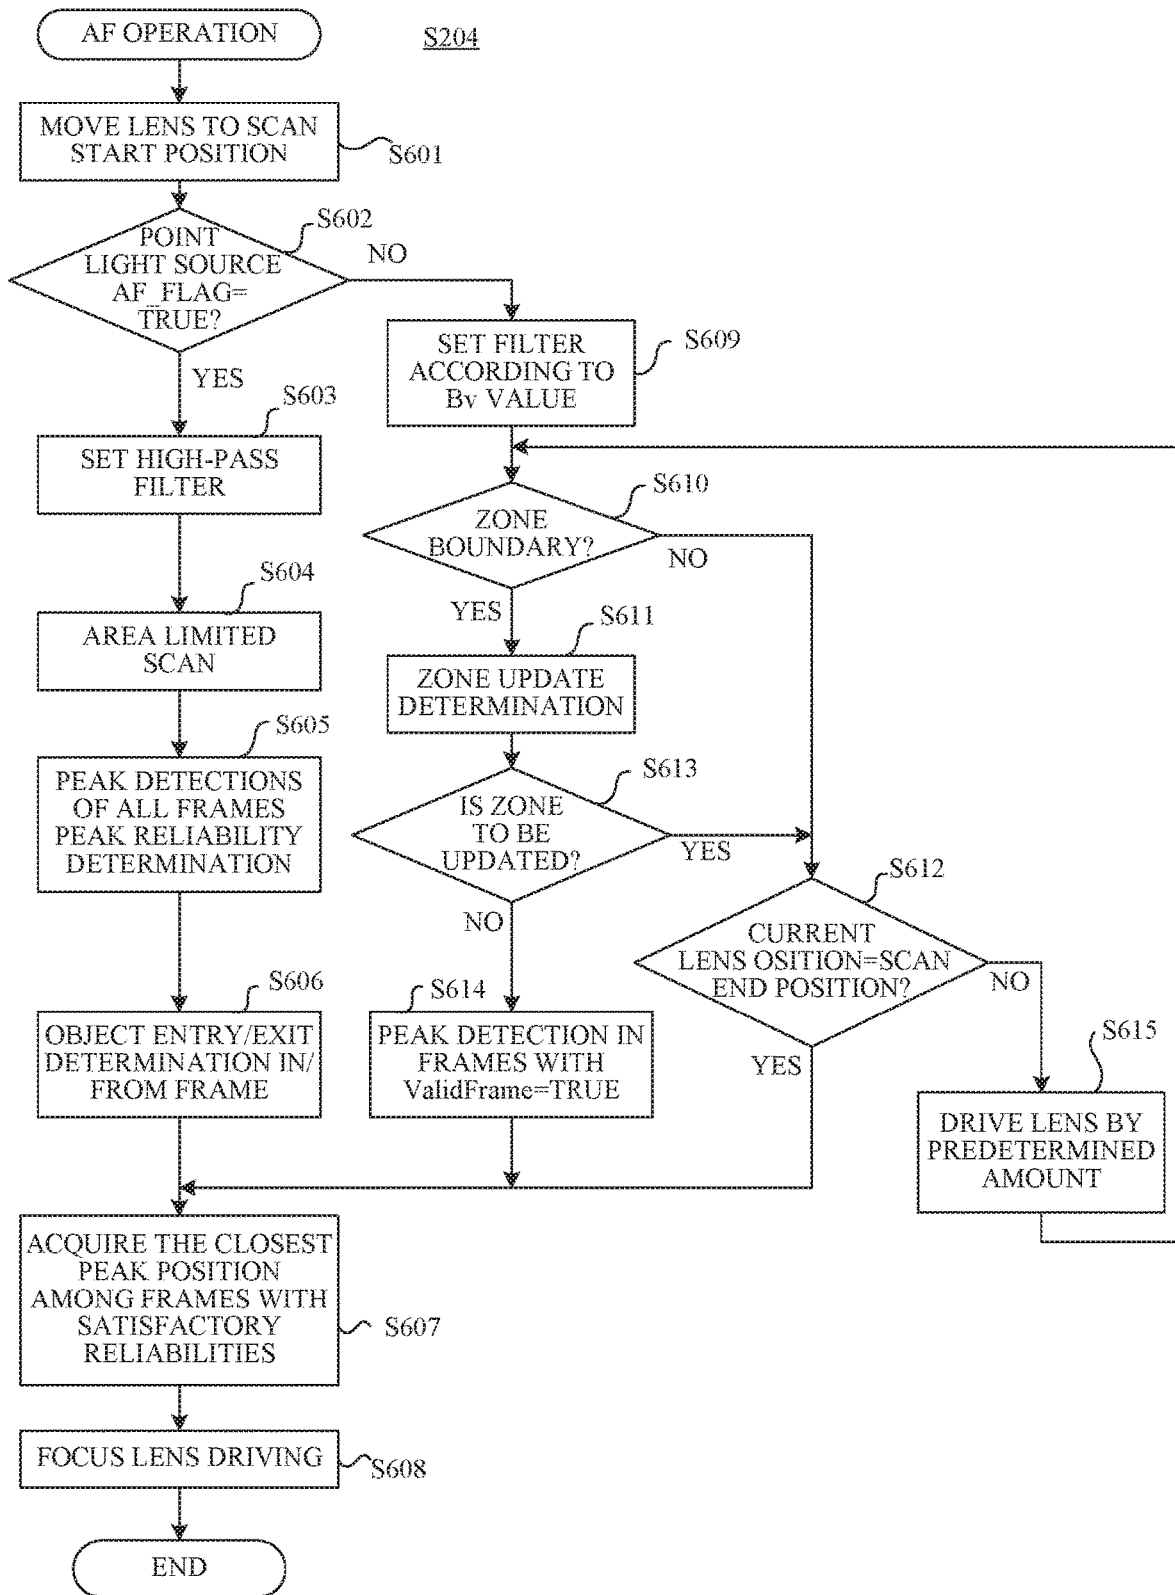 AF OPERATION
S204
MOVE LENS TO SCAN
START POSITION
S601
POINT
LIGHT SOURCE
AF_FLAG=
TRUE?
S602
NO
YES
SET FILTER
ACCORDING TO
Bv VALUE
S609
S603
SET HIGH-PASS
FILTER
ZONE
BOUNDARY?
S610
NO
YES
S604
AREA LIMITED
SCAN
S611
ZONE UPDATE
DETERMINATION
S605
PEAK DETECTIONS
OF ALL FRAMES
PEAK RELIABILITY
DETERMINATION
IS ZONE
TO BE
UPDATED?
S613
YES
NO
S612
CURRENT
LENS OSITION=SCAN
END POSITION?
NO
YES
S606
OBJECT ENTRY/EXIT
DETERMINATION IN/
FROM FRAME
S614
PEAK DETECTION IN
FRAMES WITH
ValidFrame=TRUE
S615
DRIVE LENS BY
PREDETERMINED
AMOUNT
ACQUIRE THE CLOSEST
PEAK POSITION
AMONG FRAMES WITH
SATISFACTORY
RELIABILITIES
S607
FOCUS LENS DRIVING
S608
END